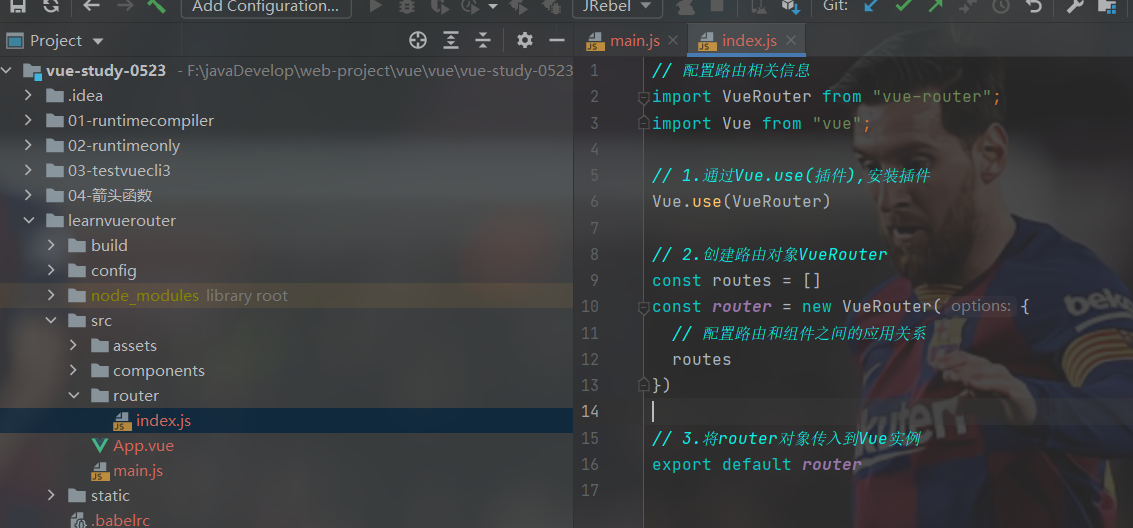 Add Configuration...
JRebel
Git:
Project
main.js
index.js
vue-study-0523 - F:\javaDevelop\web-project\vue\vue\vue-study-0523
.idea
01-runtimecompiler
02-runtimeonly
03-testvuecli3
04-箭头函数
learnvuerouter
build
config
node_modules library root
src
assets
components
router
index.js
App.vue
main.js
static
.babelrc
1 // 配置路由相关信息
2 import VueRouter from "vue-router";
3 import Vue from "vue";
4
5 // 1.通过Vue.use(插件),安装插件
6 Vue.use(VueRouter)
7
8 // 2.创建路由对象VueRouter
9 const routes = []
10 const router = new VueRouter( options: {
11 // 配置路由和组件之间的应用关系
12 routes
13 })
14
15 // 3.将router对象传入到Vue实例
16 export default router
17
beko